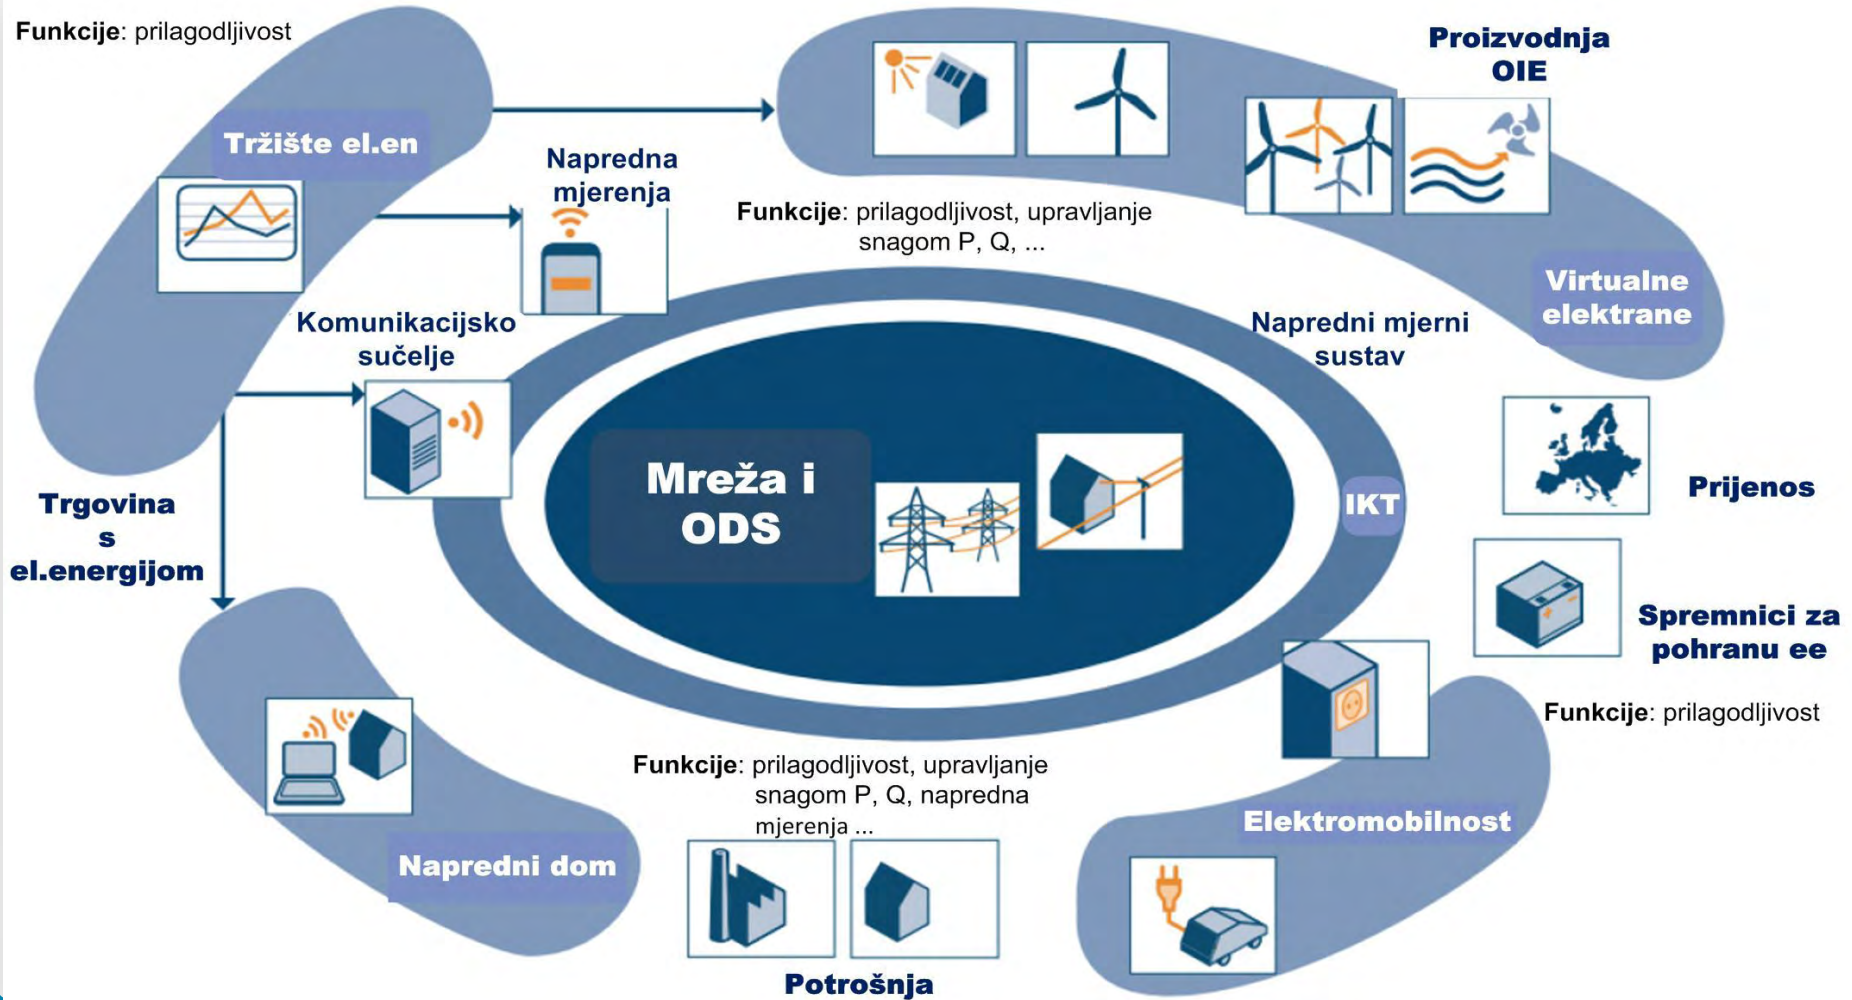 Funkcije: prilagodljivost
Tržište el.en
Napredna
mjerenja
Komunikacijsko
sučelje
Trgovina
s
el.energijom
Proizvodnja
OIE
Funkcije: prilagodljivost, upravljanje
snagom P, Q, ...
Virtualne
elektrane
Napredni mjerni
sustav
Mreža i
ODS
IKT
Prijenos
Spremnici za
pohranu ee
Funkcije: prilagodljivost
Elektromobilnost
Funkcije: prilagodljivost, upravljanje
snagom P, Q, napredna
mjerenja ...
Napredni dom
Potrošnja